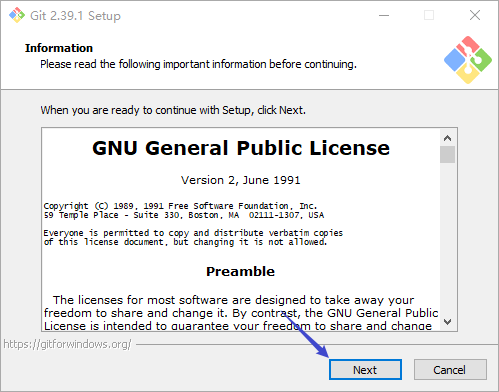 Git 2.39.1 Setup
Information
Please read the following important information before continuing.
When you are ready to continue with Setup, click Next.
GNU General Public License
Version 2, June 1991
Copyright (C) 1989, 1991 Free Software Foundation, Inc.
59 Temple Place - Suite 330, Boston, MA  02111-1307, USA
Everyone is permitted to copy and distribute verbatim copies
of this license document, but changing it is not allowed.
Preamble
The licenses for most software are designed to take away your
freedom to share and change it. By contrast, the GNU General Public
License is intended to guarantee your freedom to share and change
https://gitforwindows.org/
Next
Cancel